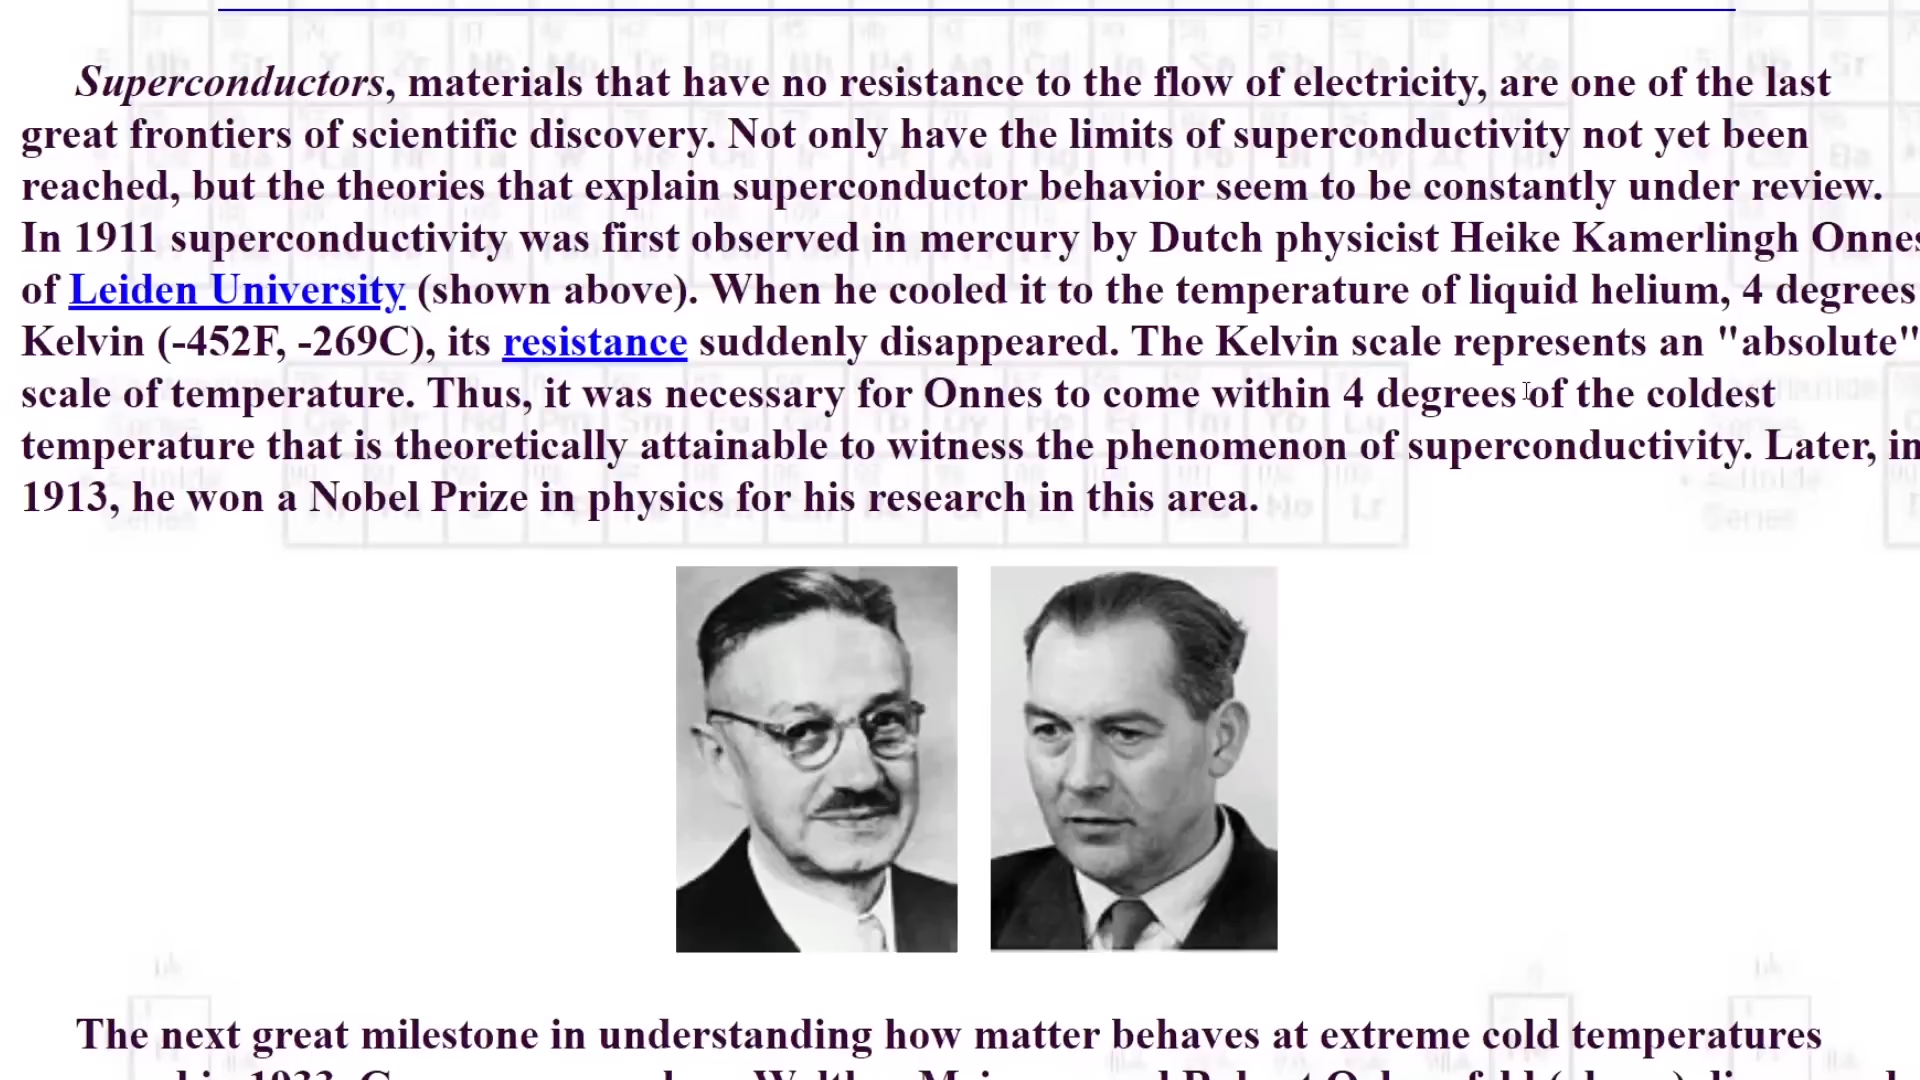 Superconductors, materials that have no resistance to the flow of electricity, are one of the last
great frontiers of scientific discovery. Not only have the limits of superconductivity not yet been
reached, but the theories that explain superconductor behavior seem to be constantly under review.
In 1911 superconductivity was first observed in mercury by Dutch physicist Heike Kamerlingh Onnes
of Leiden University (shown above). When he cooled it to the temperature of liquid helium, 4 degrees
Kelvin (-452F, -269C), its resistance suddenly disappeared. The Kelvin scale represents an "absolute"
scale of temperature. Thus, it was necessary for Onnes to come within 4 degrees of the coldest
temperature that is theoretically attainable to witness the phenomenon of superconductivity. Later, in
1913, he won a Nobel Prize in physics for his research in this area.
The next great milestone in understanding how matter behaves at extreme cold temperatures